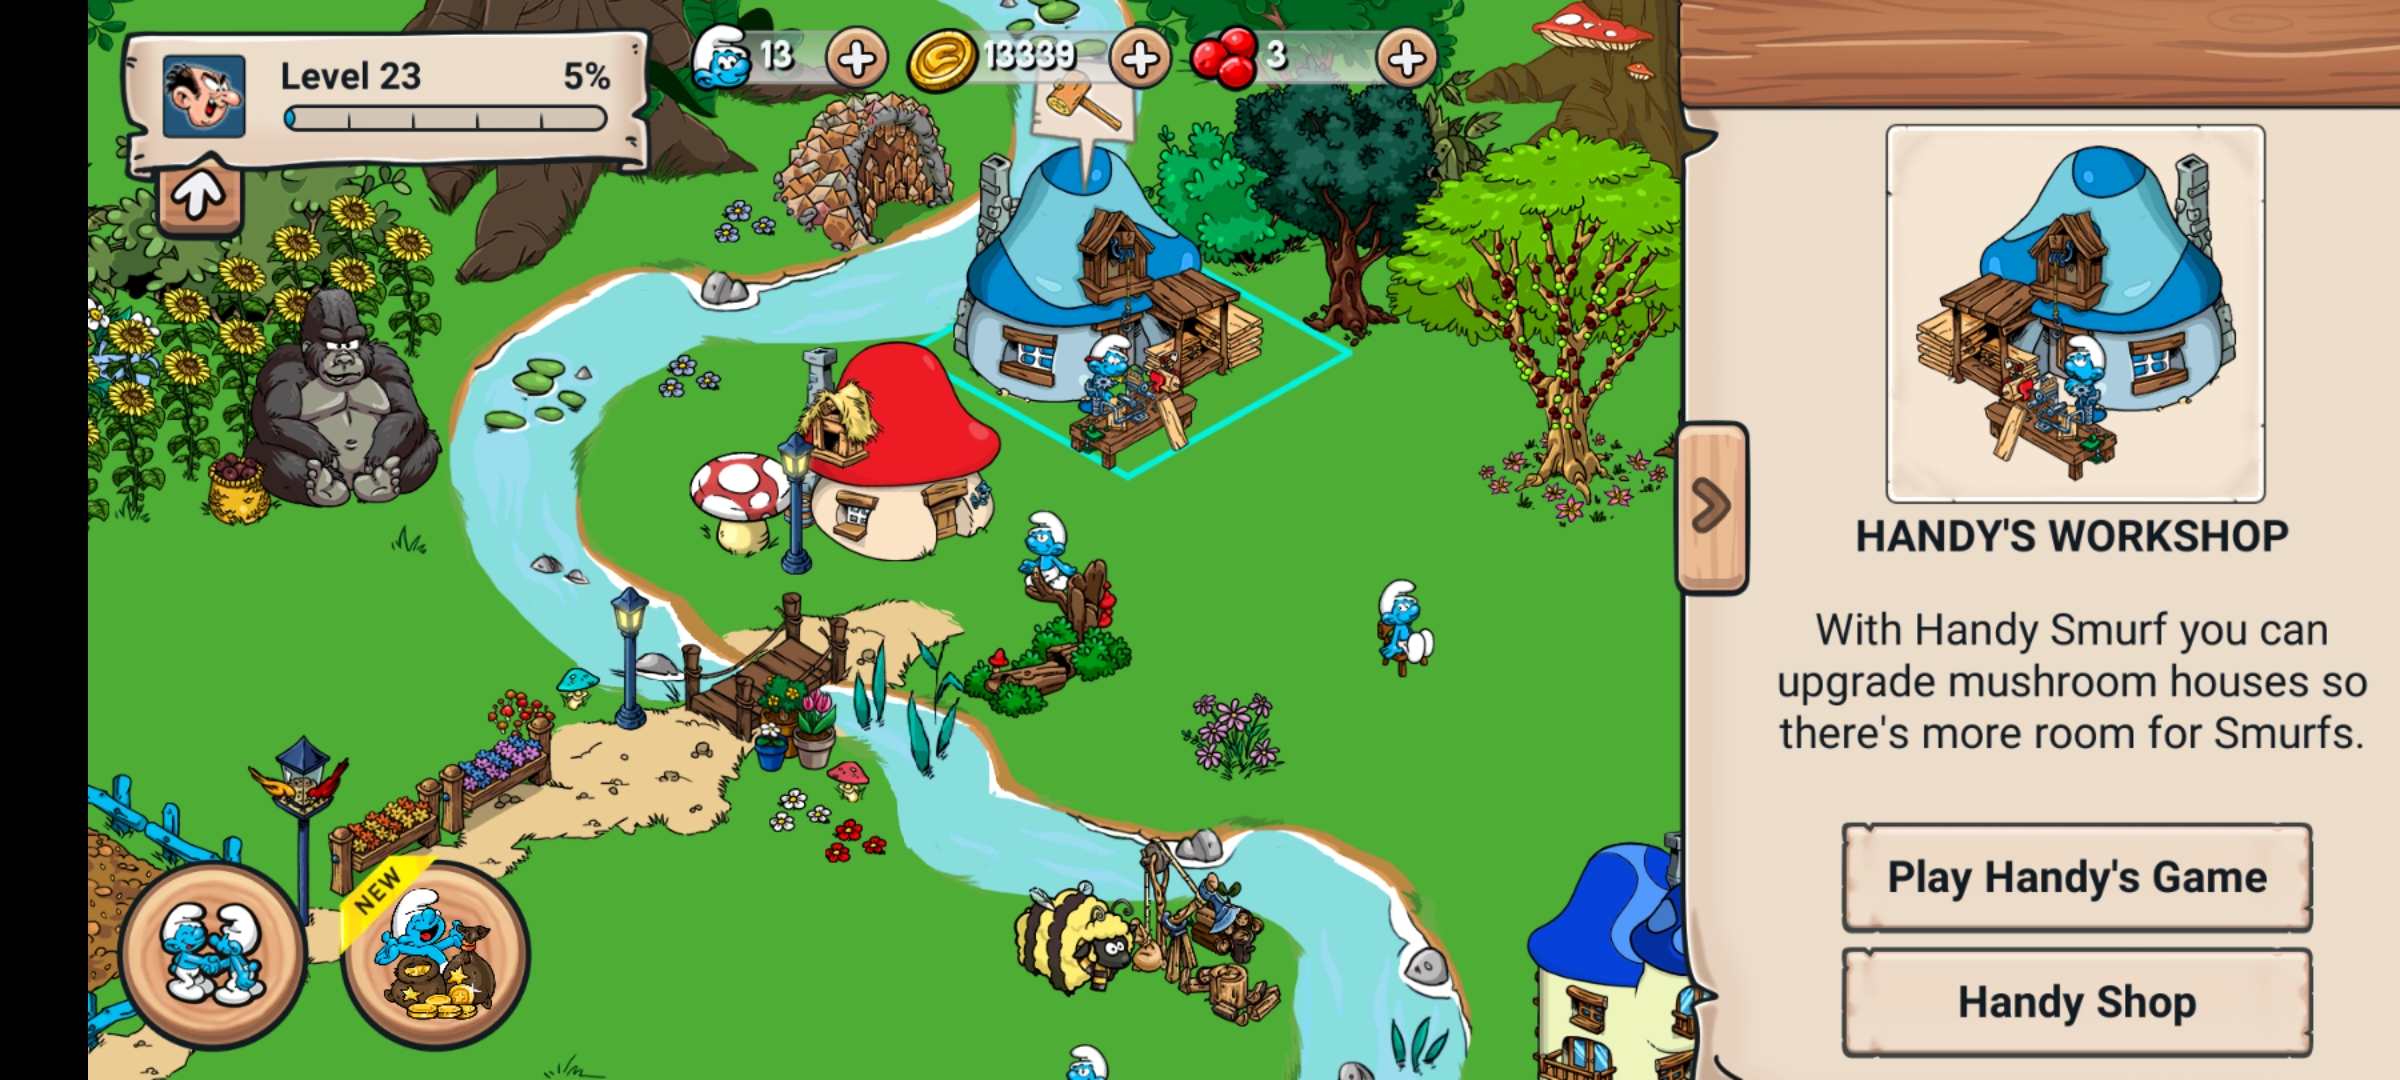 Level 23 5%
13
13339
3
HANDY'S WORKSHOP
With Handy Smurf you can
upgrade mushroom houses so
there's more room for Smurfs.
Play Handy's Game
Handy Shop
NEW